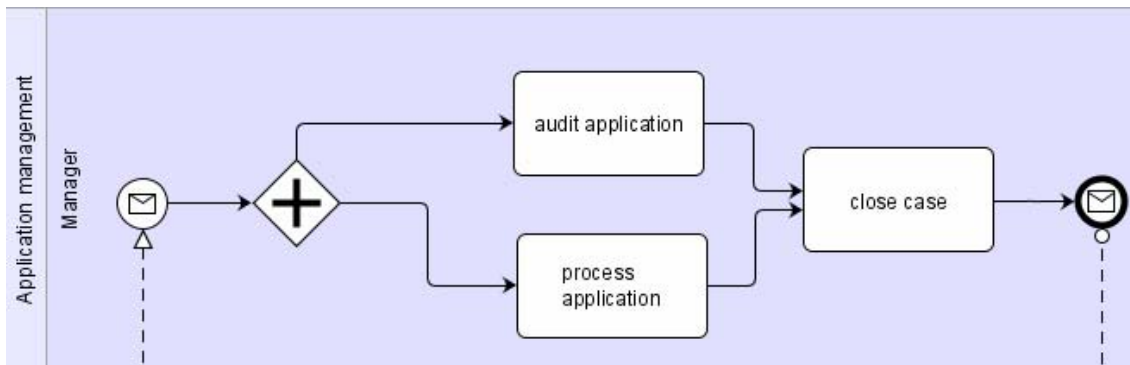 Application management
Manager
audit application
process
application
close case